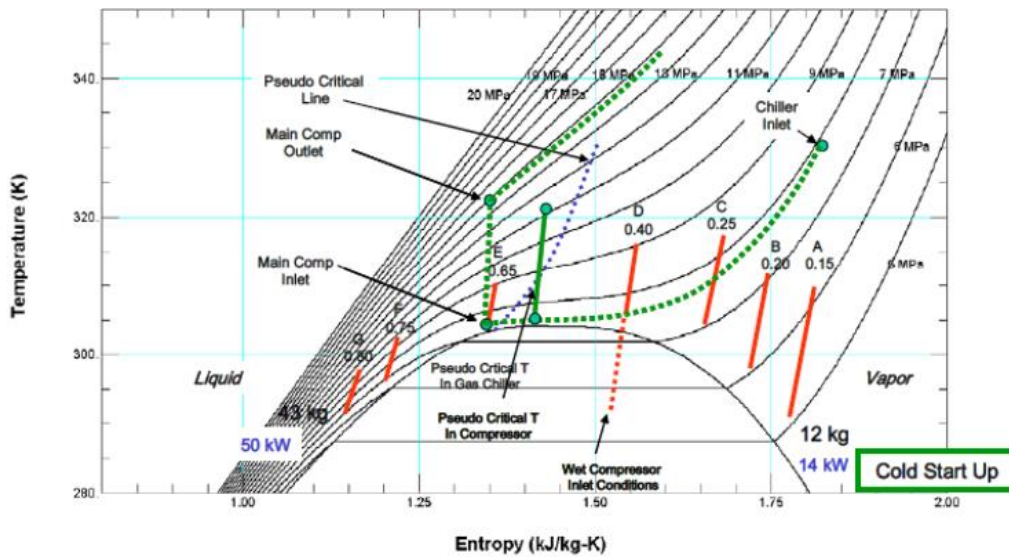 340.
320
300
280.
1.00
1.25
1.50
1.75
2.00
Temperature (K)
Entropy (kJ/kg-K)
Pseudo Critical
Line
Main Comp
Outlet
Main Comp
Inlet
20 MPa
19 MPa
17 MPa
11 MPa
9 MPa
7 MPa
6 MPa
Chiller
Inlet
G
0.80
F
0.75
E
0.65
D
0.40
C
0.25
B
0.20
A
0.15
Liquid
Vapor
43 kg
50 kW
Pseudo Crtical T
In Gas Chiller
Pseudo Critical T
In Compressor
Wet Compressor
Inlet Conditions
12 kg
14 kW
Cold Start Up